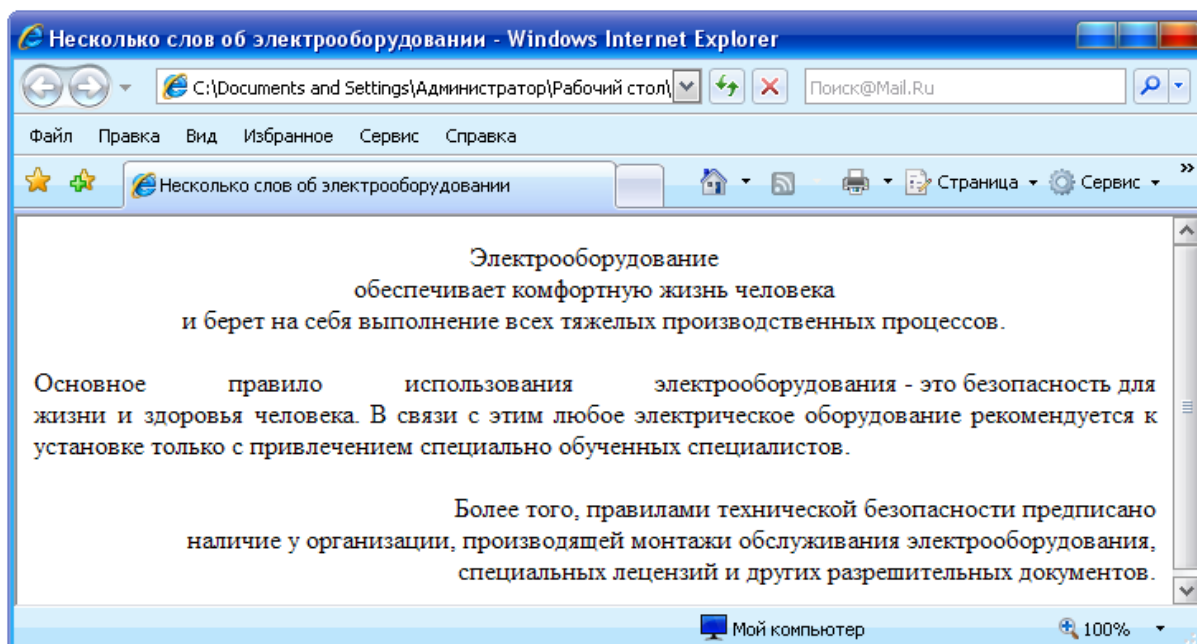 Несколько слов об электрооборудовании - Windows Internet Explorer
C:\Documents and Settings\Администратор\Рабочий стол\
Поиск@Mail.Ru
Файл Правка Вид Избранное Сервис Справка
Несколько слов об электрооборудовании
Страница Сервис »
Электрооборудование
обеспечивает комфортную жизнь человека
и берет на себя выполнение всех тяжелых производственных процессов.
Основное правило использования электрооборудования - это безопасность для
жизни и здоровья человека. В связи с этим любое электрическое оборудование рекомендуется к
установке только с привлечением специально обученных специалистов.
Более того, правилами технической безопасности предписано
наличие у организации, производящей монтажи обслуживания электрооборудования,
специальных лецензий и других разрешительных документов.
Мой компьютер 100%